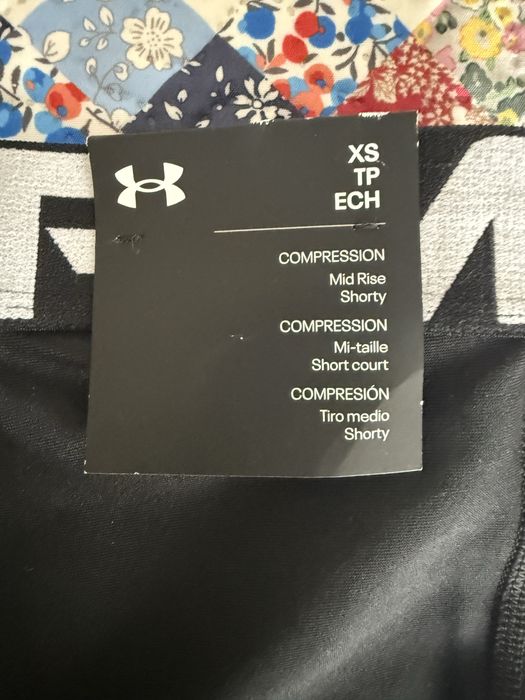 XS
TP
ECH
COMPRESSION
Mid Rise
Shorty
COMPRESSION
Mi-taille
Short court
COMPRESIÓN
Tiro medio
Shorty